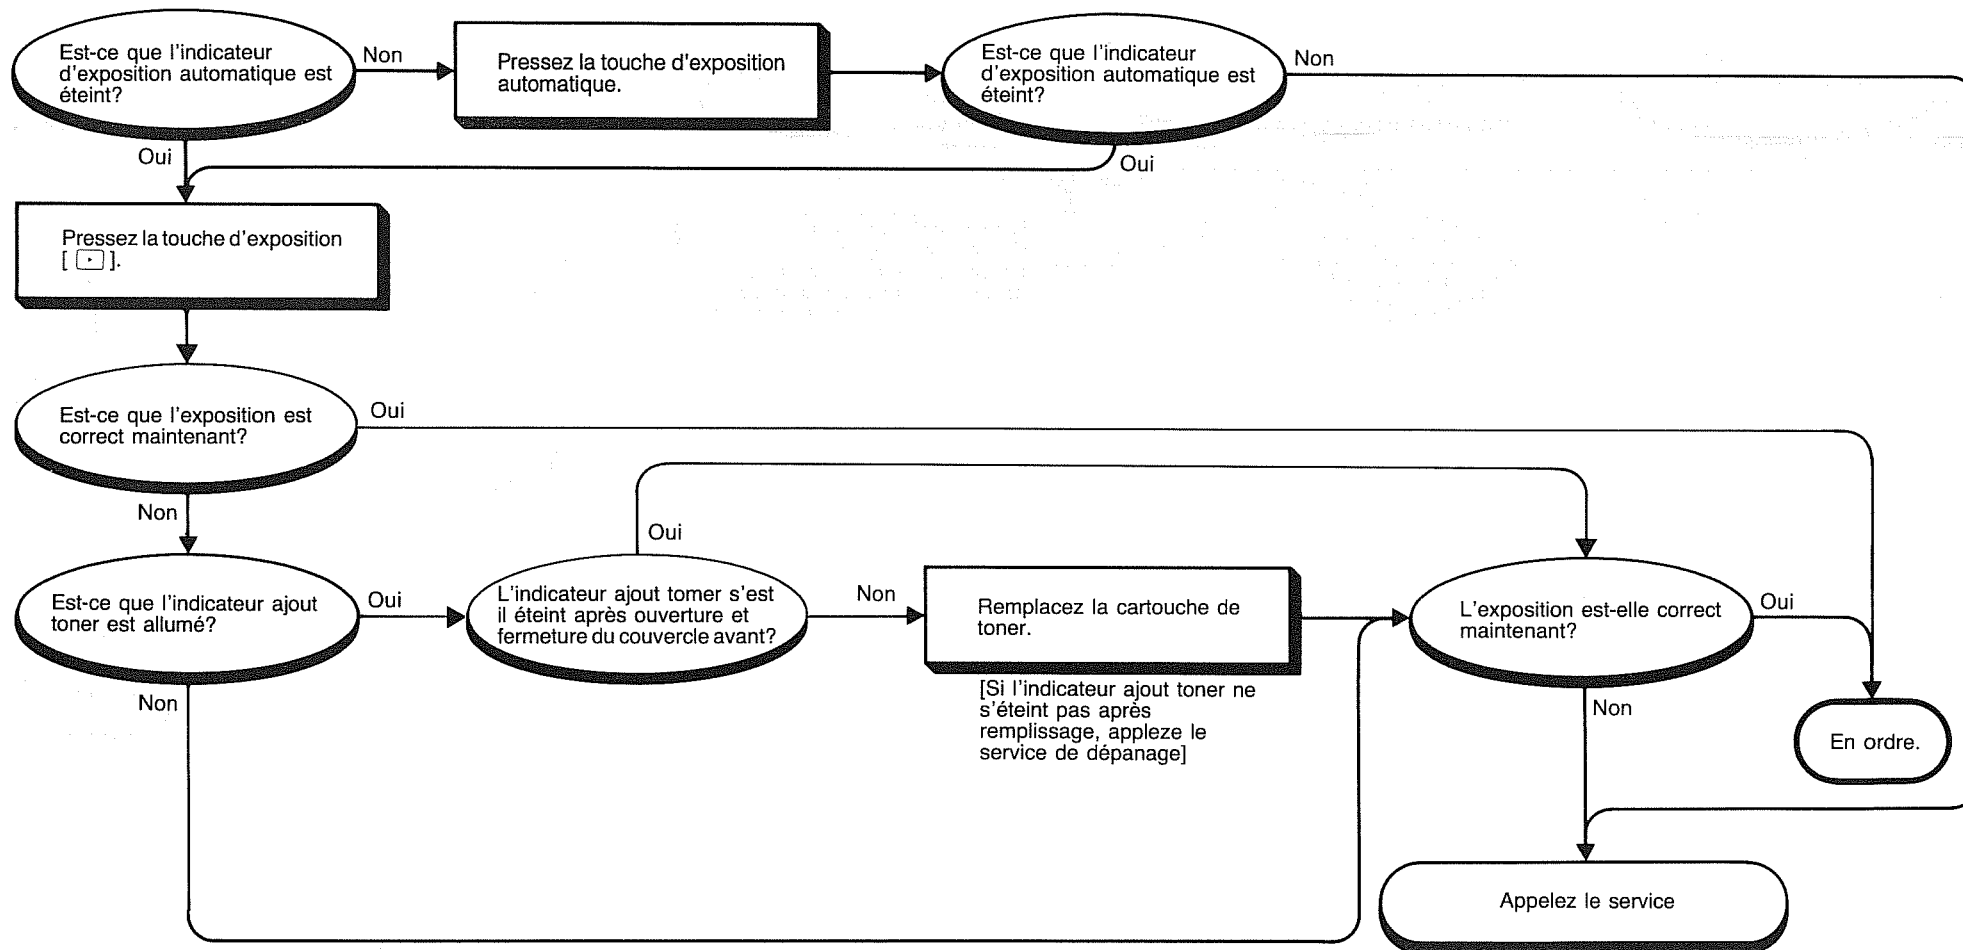 Est-ce que l'indicateur
d'exposition automatique est
éteint?
Non
Pressez la touche d'exposition
automatique.
Est-ce que l'indicateur
d'exposition automatique est
éteint?
Non
Oui
Oui
Pressez la touche d'exposition
[ ].
Est-ce que l'exposition est
correct maintenant?
Oui
Non
Est-ce que l'indicateur ajout
toner est allumé?
Oui
Non
L'indicateur ajout tomer s'est
il éteint après ouverture et
fermeture du couvercle avant?
Oui
Non
Remplacez la cartouche de
toner.
[Si l'indicateur ajout toner ne
s'éteint pas après
remplissage, appleze le
service de dépanage]
L'exposition est-elle correct
maintenant?
Oui
Non
En ordre.
Appelez le service